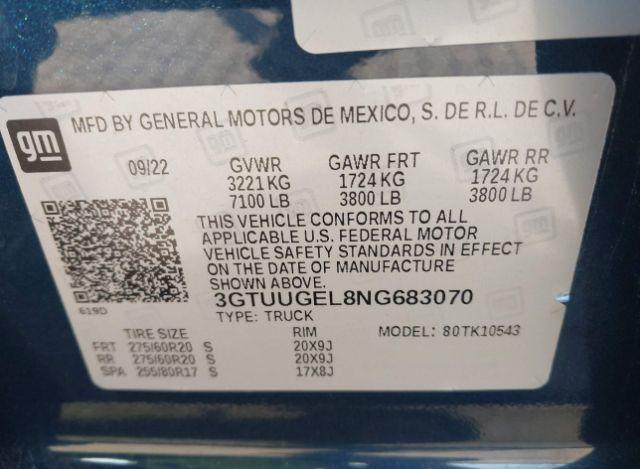 gm
MFD BY GENERAL MOTORS DE MEXICO, S. DE R.L. DE C.V.
09/22 GVWR GAWR FRT GAWR RR
3221 KG 1724 KG 1724 KG
7100 LB 3800 LB 3800 LB
THIS VEHICLE CONFORMS TO ALL
APPLICABLE U.S. FEDERAL MOTOR
VEHICLE SAFETY STANDARDS IN EFFECT
ON THE DATE OF MANUFACTURE
SHOWN ABOVE.
619D
3GTUUGEL8NG683070
TYPE: TRUCK
TIRE SIZE RIM MODEL: 80TK10543
FRT 275/60R20 S 20X9J
RR 275/60R20 S 20X9J
SPA 255/80R17 S 17X8J